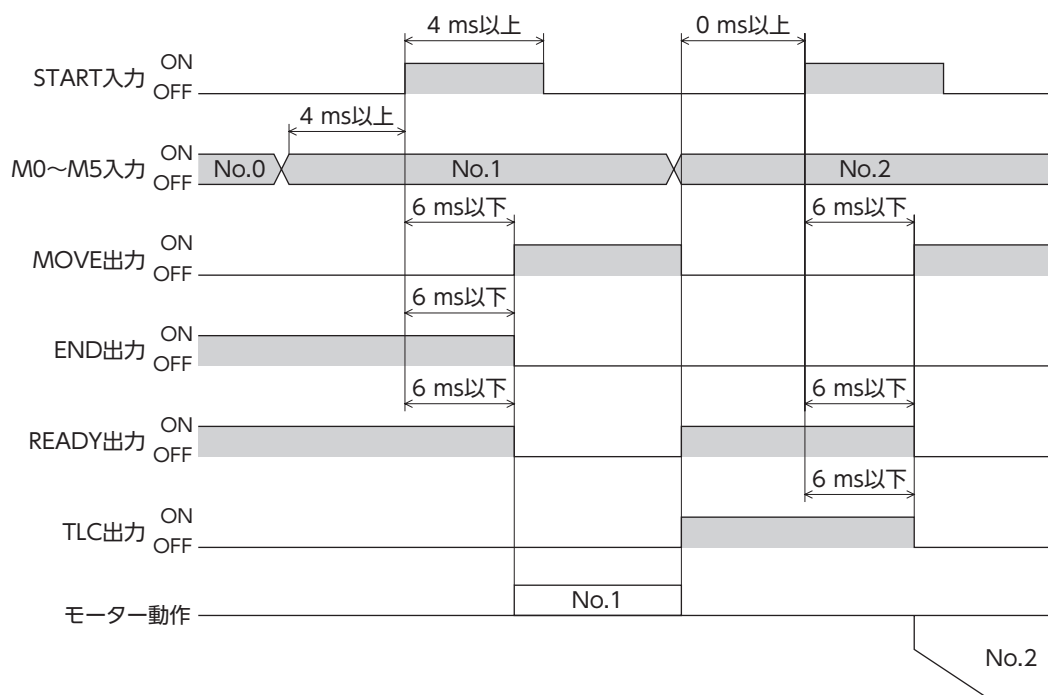 4 ms以上
0 ms以上
START入力
ON
OFF
4 ms以上
M0～M5入力
ON
OFF
No.0
No.1
No.2
6 ms以下
6 ms以下
MOVE出力
ON
OFF
6 ms以下
END出力
ON
OFF
6 ms以下
6 ms以下
READY出力
ON
OFF
6 ms以下
TLC出力
ON
OFF
モーター動作
No.1
No.2